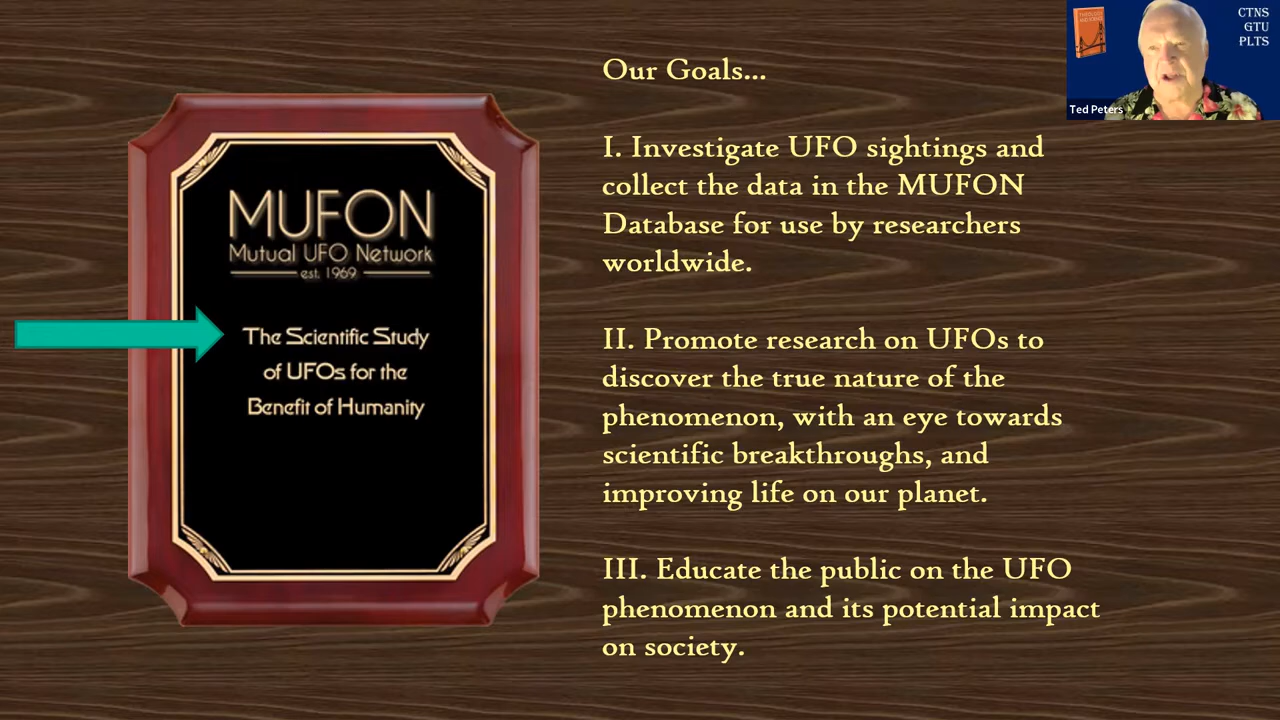 MUFON
Mutual UFO Network
est. 1969
The Scientific Study
of UFOs for the
Benefit of Humanity
Our Goals...
I. Investigate UFO sightings and
collect the data in the MUFON
Database for use by researchers
worldwide.
II. Promote research on UFOs to
discover the true nature of the
phenomenon, with an eye towards
scientific breakthroughs, and
improving life on our planet.
III. Educate the public on the UFO
phenomenon and its potential impact
on society.
THEOLOGY
AND SCIENCE
CTNS
GTU
PLTS
Ted Peters